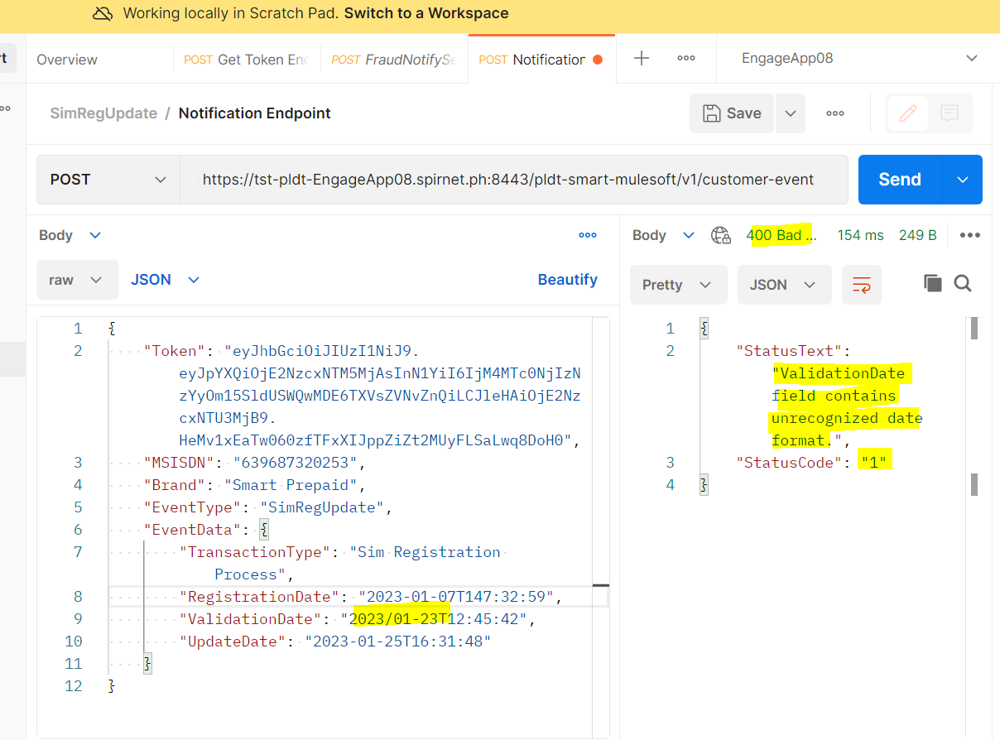 Working locally in Scratch Pad. Switch to a Workspace
Overview
POST Get Token En
POST FraudNotifySe
POST Notification
EngageApp08
SimRegUpdate / Notification Endpoint
Save
POST
https://tst-pldt-EngageApp08.spirnet.ph:8443/pldt-smart-mulesoft/v1/customer-event
Send
Body
raw
JSON
Beautify
1 {
2 "Token": "eyJhbGciOiJIUzI1NiJ9.
eyJpYXQiOjE2NzcxNTM5MjAsInN1YiI6IjM4MTc0NjIzN
zYyOm15SldUSWQwMDE6TXVsZVNvZnQiLCJleHAiOjE2Nz
cxNTU3MjB9.
HeMv1xEaTw060zfTFxXIJppZiZt2MUyFLSaLwq8DoH0",
3 "MSISDN": "639687320253",
4 "Brand": "Smart Prepaid",
5 "EventType": "SimRegUpdate",
6 "EventData": {
7 "TransactionType": "Sim Registration
Process",
8 "RegistrationDate": "2023-01-07T147:32:59",
9 "ValidationDate": "2023/01-23T12:45:42",
10 "UpdateDate": "2023-01-25T16:31:48"
11 }
12 }
Body
400 Bad ...
154 ms
249 B
Pretty
JSON
1 {
2 "StatusText":
"ValidationDate
field contains
unrecognized date
format.",
3 "StatusCode": "1"
4 }